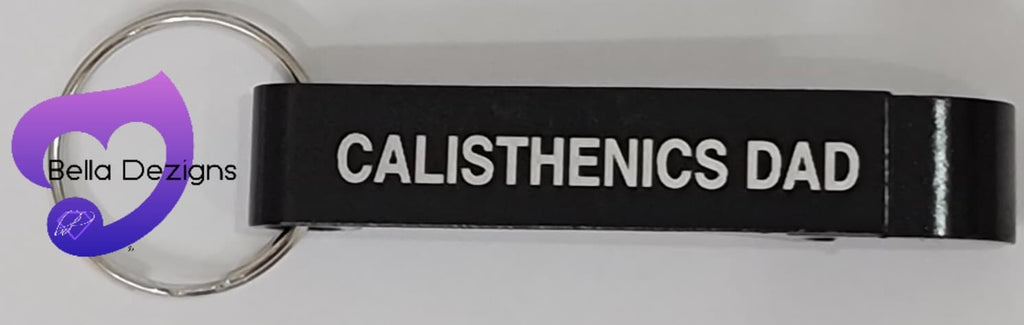 Bella Dezigns
CALISTHENICS DAD